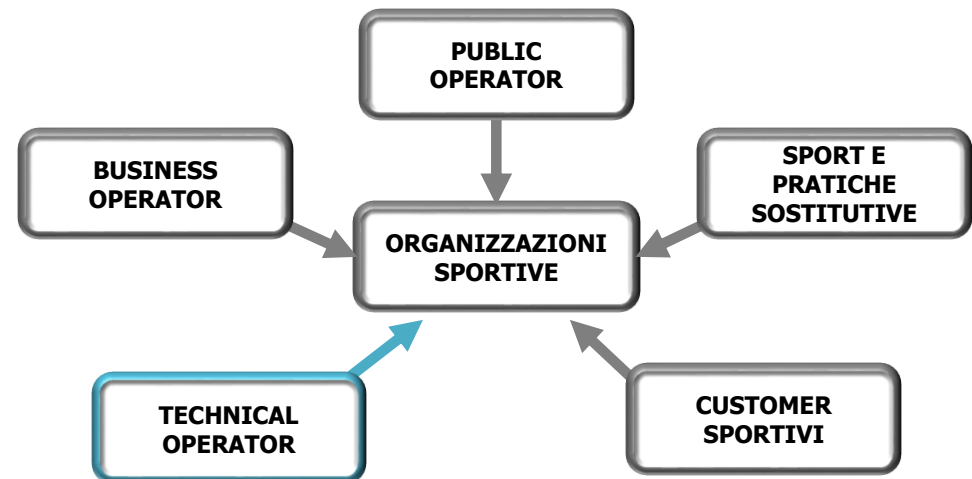 PUBLIC
OPERATOR
BUSINESS
OPERATOR
SPORT E
PRATICHE
SOSTITUTIVE
ORGANIZZAZIONI
SPORTIVE
TECHNICAL
OPERATOR
CUSTOMER
SPORTIVI